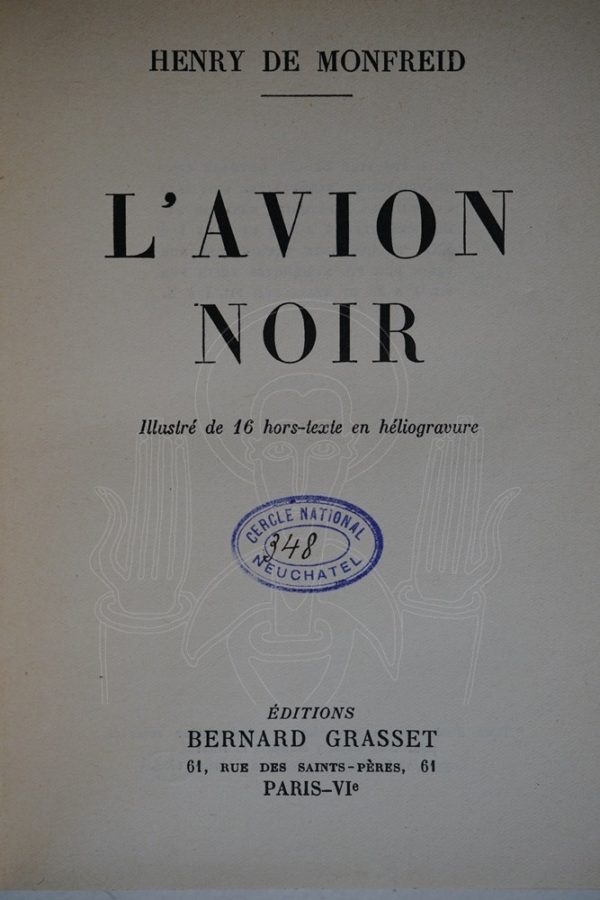 HENRY DE MONFREID
L'AVION
NOIR
Illustré de 16 hors-texte en héliogravure
CERCLE NATIONAL
348
NEUCHATEL
ÉDITIONS
BERNARD GRASSET
61, RUE DES SAINTS-PÈRES, 61
PARIS-VIe